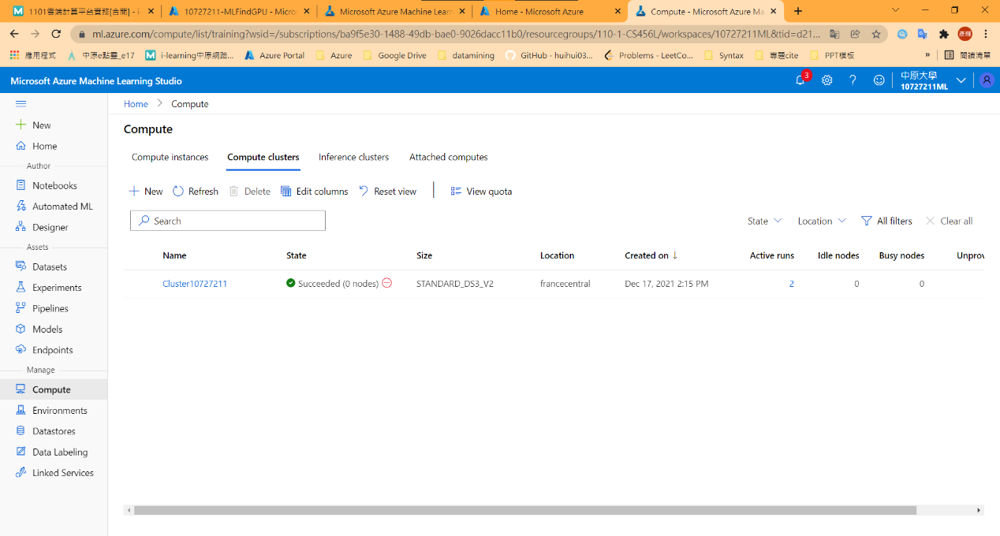 1101雲端計算平台實務[合開] - i-
10727211-MLFindGPU - Micros
Microsoft Azure Machine Learn
Home - Microsoft Azure
Compute - Microsoft Azure Ma
ml.azure.com/compute/list/training?wsid=/subscriptions/ba9f5e30-1488-49db-bae0-9026dacc11b0/resourcegroups/110-1-CS456L/workspaces/10727211ML&tid=d21...
應用程式
中原e點靈_e17
i-learning中原網路...
Azure Portal
Azure
Google Drive
datamining
GitHub - huihui03...
Problems - LeetCo...
Syntax
專題cite
PPT模板
»
閱讀清單
Microsoft Azure Machine Learning Studio
3
中原大學
10727211ML
New
Home
Author
Notebooks
Automated ML
Designer
Assets
Datasets
Experiments
Pipelines
Models
Endpoints
Manage
Compute
Environments
Datastores
Data Labeling
Linked Services
Home > Compute
Compute
Compute instances Compute clusters Inference clusters Attached computes
New Refresh Delete Edit columns Reset view View quota
Search
State Location All filters Clear all
Name State Size Location Created on ↓ Active runs Idle nodes Busy nodes Unprov
Cluster10727211 Succeeded (0 nodes) STANDARD_DS3_V2 francecentral Dec 17, 2021 2:15 PM 2 0 0